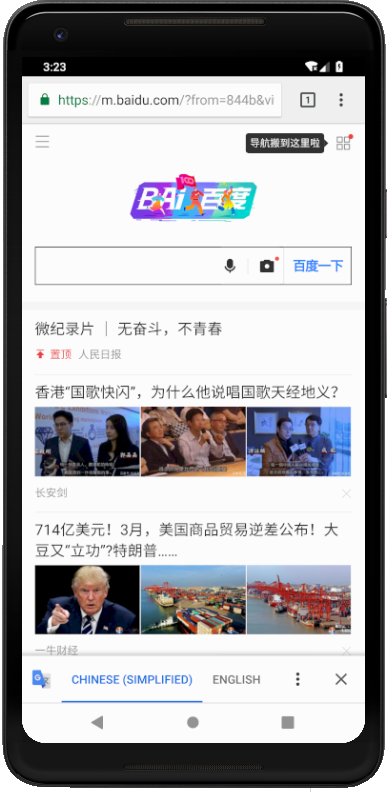 3:23
https://m.baidu.com/?from=844b&vi
1
导航搬到这里啦
BAI 百度
百度一下
微纪录片 | 无奋斗，不青春
置顶 人民日报
香港“国歌快闪”，为什么他说唱国歌天经地义？
长安剑
714亿美元！3月，美国商品贸易逆差公布！大
豆又“立功”?特朗普......
一牛财经
CHINESE (SIMPLIFIED)
ENGLISH